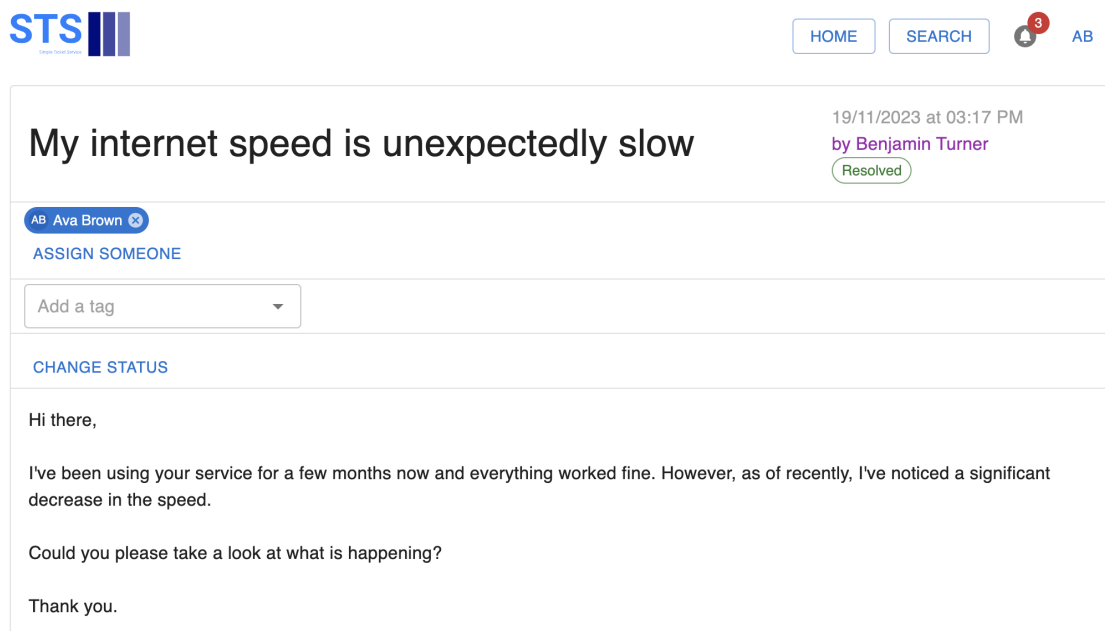 STS
Simple Ticket Service
HOME
SEARCH
3
AB
My internet speed is unexpectedly slow
19/11/2023 at 03:17 PM
by Benjamin Turner
Resolved
AB Ava Brown
ASSIGN SOMEONE
Add a tag
CHANGE STATUS
Hi there,
I've been using your service for a few months now and everything worked fine. However, as of recently, I've noticed a significant
decrease in the speed.
Could you please take a look at what is happening?
Thank you.